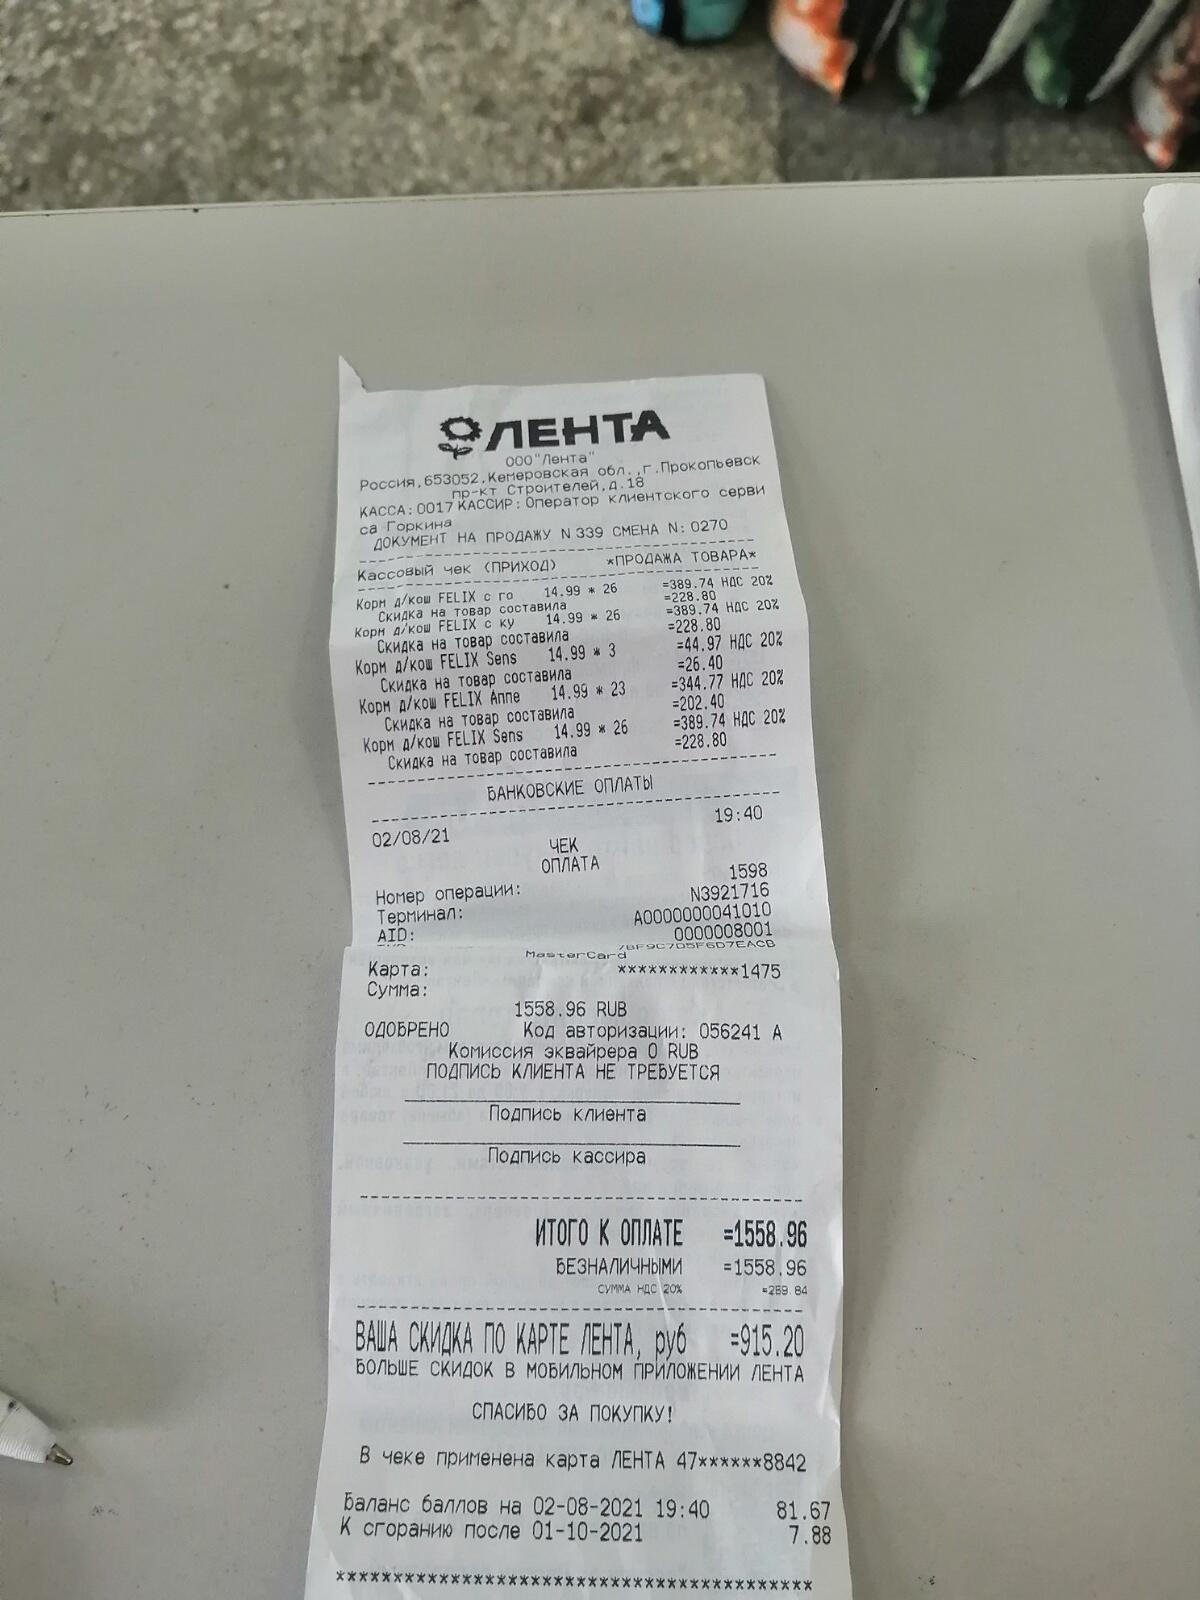 ЛЕНТА
ООО"Лента"
Россия,653052,Кемеровская обл.,г.Прокопьевск
пр-кт Строителей,д.18
КАССА:0017 КАССИР:Оператор клиентского серви
са Горкина
ДОКУМЕНТ НА ПРОДАЖУ N 339 СМЕНА N: 0270
Кассовый чек (ПРИХОД) *ПРОДАЖА ТОВАРА*
Корм д/кош FELIX с го 14.99 * 26 =389.74 НДС 20%
Скидка на товар составила =228.80
Корм д/кош FELIX с ку 14.99 * 26 =389.74 НДС 20%
Скидка на товар составила =228.80
Корм д/кош FELIX Sens 14.99 * 3 =44.97 НДС 20%
Скидка на товар составила =26.40
Корм д/кош FELIX Аппе 14.99 * 23 =344.77 НДС 20%
Скидка на товар составила =202.40
Корм д/кош FELIX Sens 14.99 * 26 =389.74 НДС 20%
Скидка на товар составила =228.80
БАНКОВСКИЕ ОПЛАТЫ
02/08/21 19:40
ЧЕК
ОПЛАТА
Номер операции: 1598
Терминал: N3921716
AID: A0000000041010
0000008001
MasterCard
Карта: ************1475
Сумма:
1558.96 RUB
ОДОБРЕНО Код авторизации: 056241 А
Комиссия эквайрера 0 RUB
ПОДПИСЬ КЛИЕНТА НЕ ТРЕБУЕТСЯ
Подпись клиента
Подпись кассира
ИТОГО К ОПЛАТЕ =1558.96
БЕЗНАЛИЧНЫМИ =1558.96
СУММА НДС 20% =259.84
ВАША СКИДКА ПО КАРТЕ ЛЕНТА, руб =915.20
БОЛЬШЕ СКИДОК В МОБИЛЬНОМ ПРИЛОЖЕНИИ ЛЕНТА
СПАСИБО ЗА ПОКУПКУ!
В чеке применена карта ЛЕНТА 47******8842
Баланс баллов на 02-08-2021 19:40 81.67
К сгоранию после 01-10-2021 7.88
******************************************